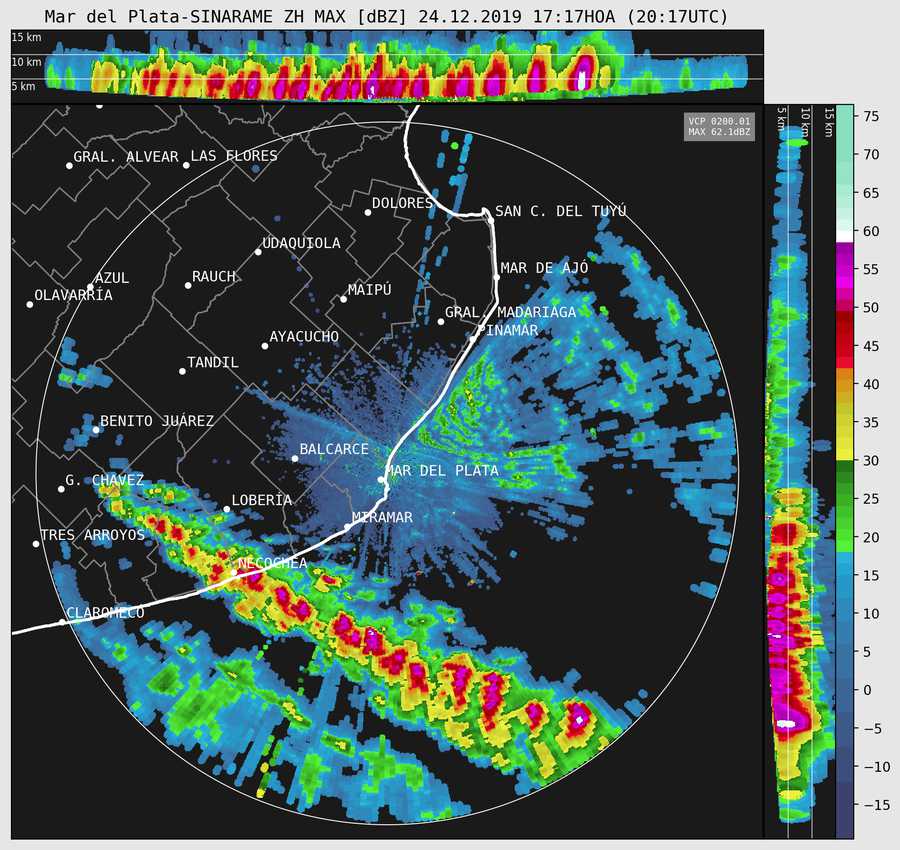 Mar del Plata-SINARAME ZH MAX [dBZ] 24.12.2019 17:17HOA (20:17UTC)
15 km
10 km
5 km
5 km
10 km
15 km
VCP 0200.01
MAX 62.1dBZ
GRAL. ALVEAR
LAS FLORES
DOLORES
SAN C. DEL TUYÚ
UDAQUIOLA
AZUL
RAUCH
MAR DE AJÓ
OLAVARRÍA
MAIPÚ
GRAL. MADARIAGA
PINAMAR
AYACUCHO
TANDIL
BENITO JUÁREZ
BALCARCE
MAR DEL PLATA
G. CHAVEZ
LOBERÍA
MIRAMAR
TRES ARROYOS
NECOCHEA
CLAROMECÓ
75
70
65
60
55
50
45
40
35
30
25
20
15
10
5
0
−5
−10
−15